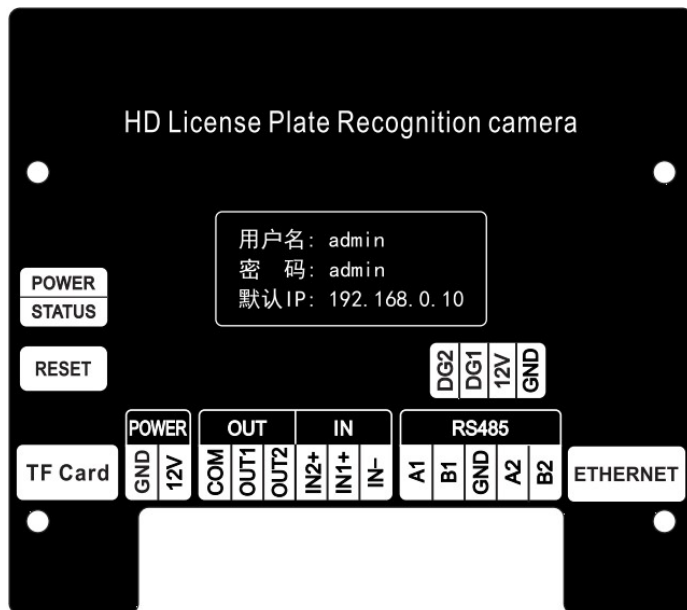 HD License Plate Recognition camera
用户名: admin
密 码: admin
默认IP: 192.168.0.10
POWER
STATUS
RESET
DG2 DG1 12V GND
POWER OUT IN RS485
TF Card GND 12V COM OUT1 OUT2 IN2+ IN1+ IN- A1 B1 GND A2 B2 ETHERNET